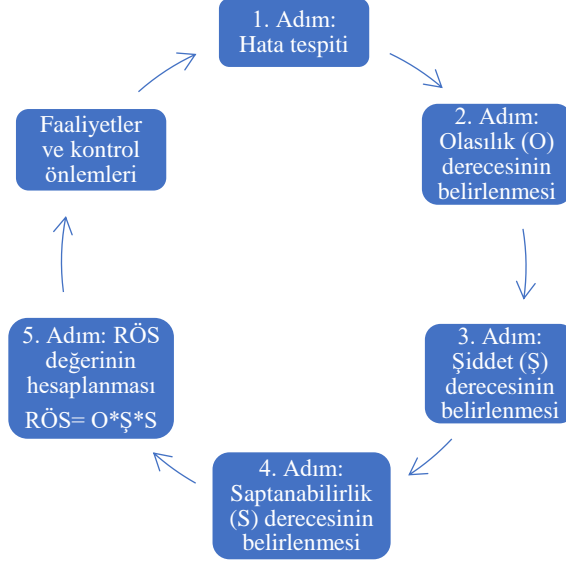 1. Adım:
Hata tespiti
2. Adım:
Olasılık (O)
derecesinin
belirlenmesi
3. Adım:
Şiddet (Ş)
derecesinin
belirlenmesi
4. Adım:
Saptanabilirlik
(S) derecesinin
belirlenmesi
5. Adım: RÖS
değerinin
hesaplanması
RÖS= O*Ş*S
Faaliyetler
ve kontrol
önlemleri